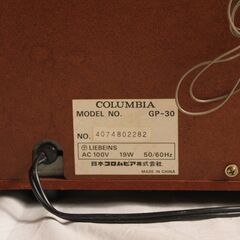 COLUMBIA
MODEL NO. GP-30
NO. 4074802282
LIEBEINS
AC 100V 19W 50/60Hz
日本コロムビア株式会社
MADE IN CHINA